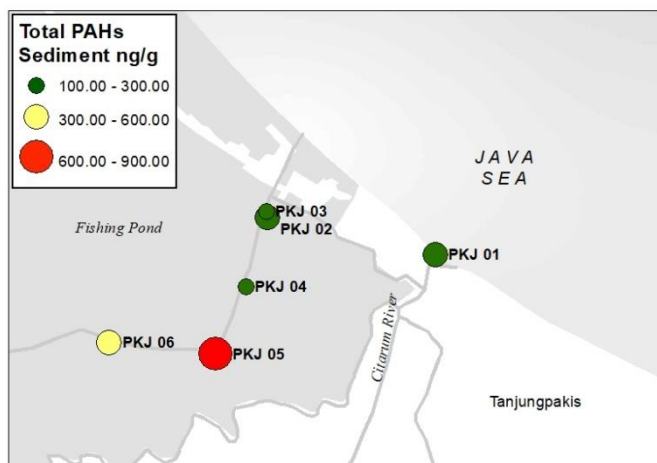 Total PAHs
Sediment ng/g
100.00 - 300.00
300.00 - 600.00
600.00 - 900.00
JAVA
SEA
Fishing Pond
PKJ 03
PKJ 02
PKJ 01
PKJ 04
Citarum River
PKJ 06
PKJ 05
Tanjungpakis